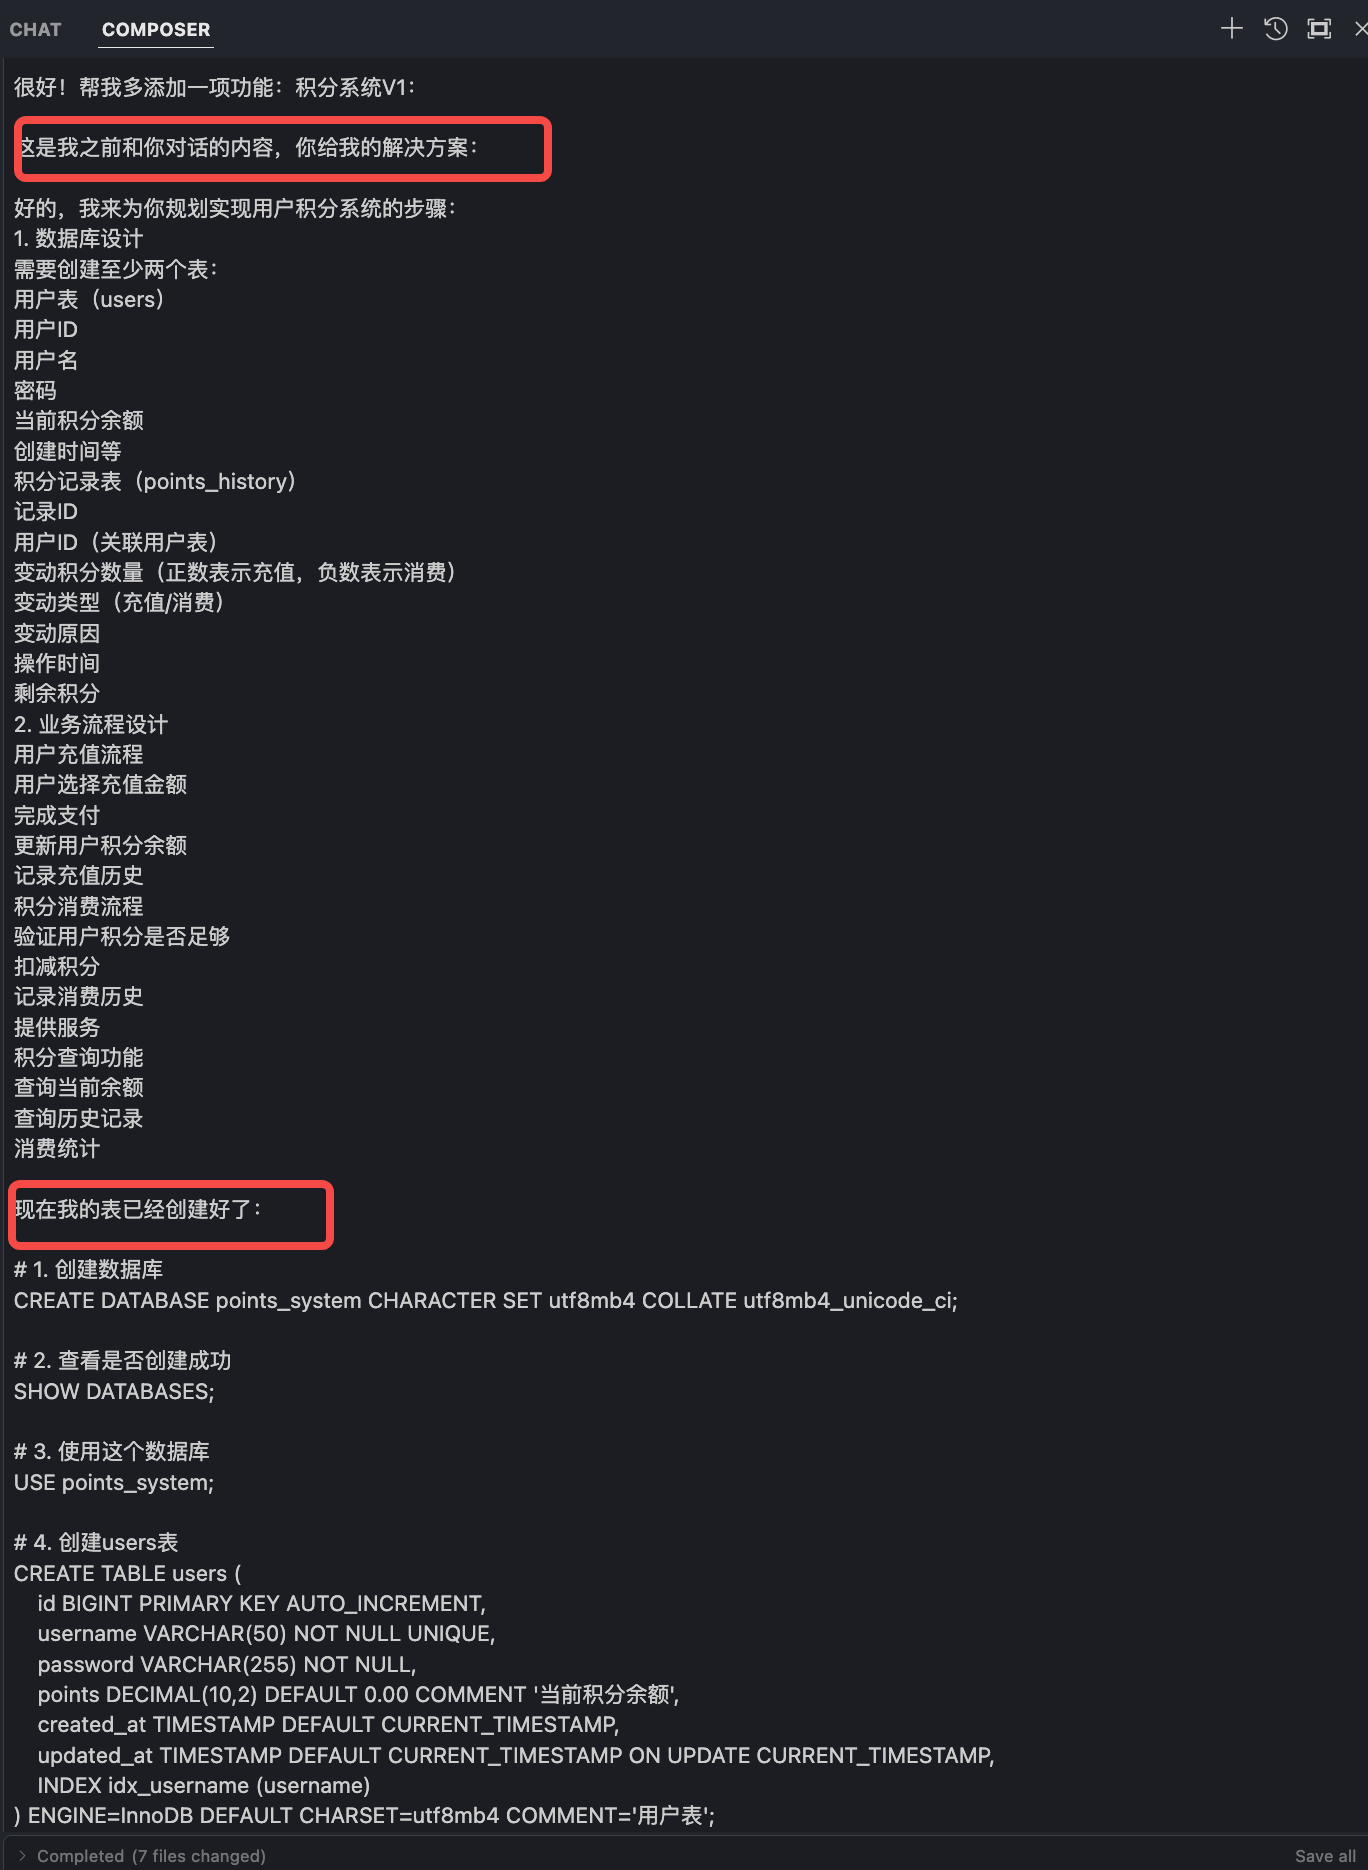 CHAT COMPOSER
很好！帮我多添加一项功能：积分系统V1：
这是我之前和你对话的内容，你给我的解决方案：
好的，我来为你规划实现用户积分系统的步骤：
1. 数据库设计
需要创建至少两个表：
用户表（users）
用户ID
用户名
密码
当前积分余额
创建时间等
积分记录表（points_history）
记录ID
用户ID（关联用户表）
变动积分数量（正数表示充值，负数表示消费）
变动类型（充值/消费）
变动原因
操作时间
剩余积分
2. 业务流程设计
用户充值流程
用户选择充值金额
完成支付
更新用户积分余额
记录充值历史
积分消费流程
验证用户积分是否足够
扣减积分
记录消费历史
提供服务
积分查询功能
查询当前余额
查询历史记录
消费统计
现在我的表已经创建好了：
# 1. 创建数据库
CREATE DATABASE points_system CHARACTER SET utf8mb4 COLLATE utf8mb4_unicode_ci;
# 2. 查看是否创建成功
SHOW DATABASES;
# 3. 使用这个数据库
USE points_system;
# 4. 创建users表
CREATE TABLE users (
id BIGINT PRIMARY KEY AUTO_INCREMENT,
username VARCHAR(50) NOT NULL UNIQUE,
password VARCHAR(255) NOT NULL,
points DECIMAL(10,2) DEFAULT 0.00 COMMENT '当前积分余额',
created_at TIMESTAMP DEFAULT CURRENT_TIMESTAMP,
updated_at TIMESTAMP DEFAULT CURRENT_TIMESTAMP ON UPDATE CURRENT_TIMESTAMP,
INDEX idx_username (username)
) ENGINE=InnoDB DEFAULT CHARSET=utf8mb4 COMMENT='用户表';
Completed (7 files changed) Save all